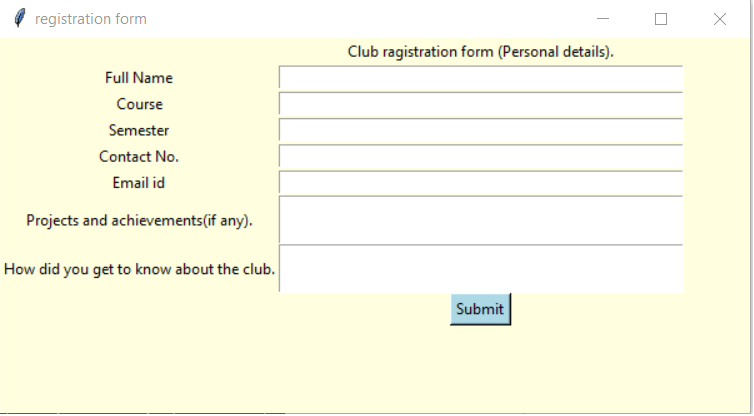 registration form
Club ragistration form (Personal details).
Full Name
Course
Semester
Contact No.
Email id
Projects and achievements(if any).
How did you get to know about the club.
Submit